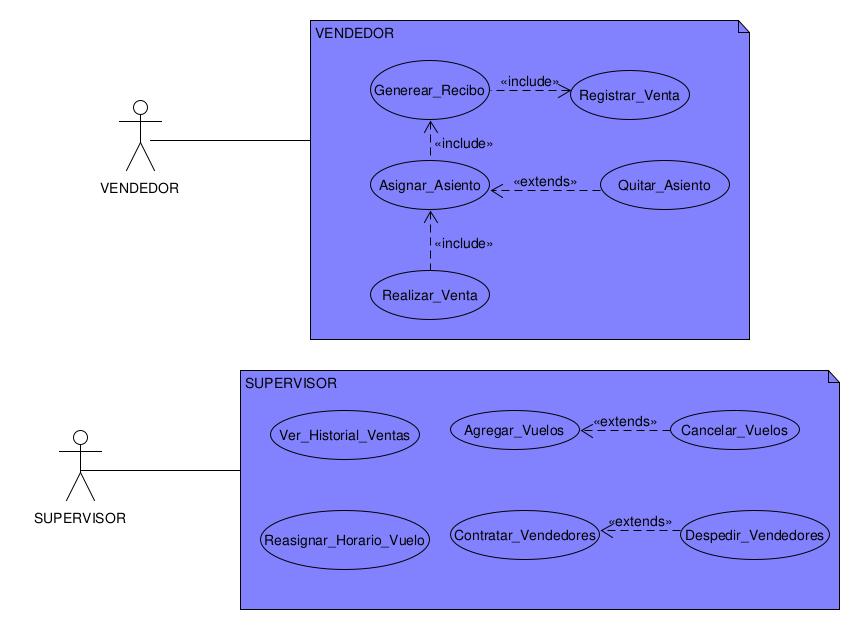 VENDEDOR
Generear_Recibo
«include»
Registrar_Venta
«include»
VENDEDOR
Asignar_Asiento
«extends»
Quitar_Asiento
«include»
Realizar_Venta
SUPERVISOR
Ver_Historial_Ventas
Agregar_Vuelos
«extends»
Cancelar_Vuelos
SUPERVISOR
Reasignar_Horario_Vuelo
Contratar_Vendedores
«extends»
Despedir_Vendedores